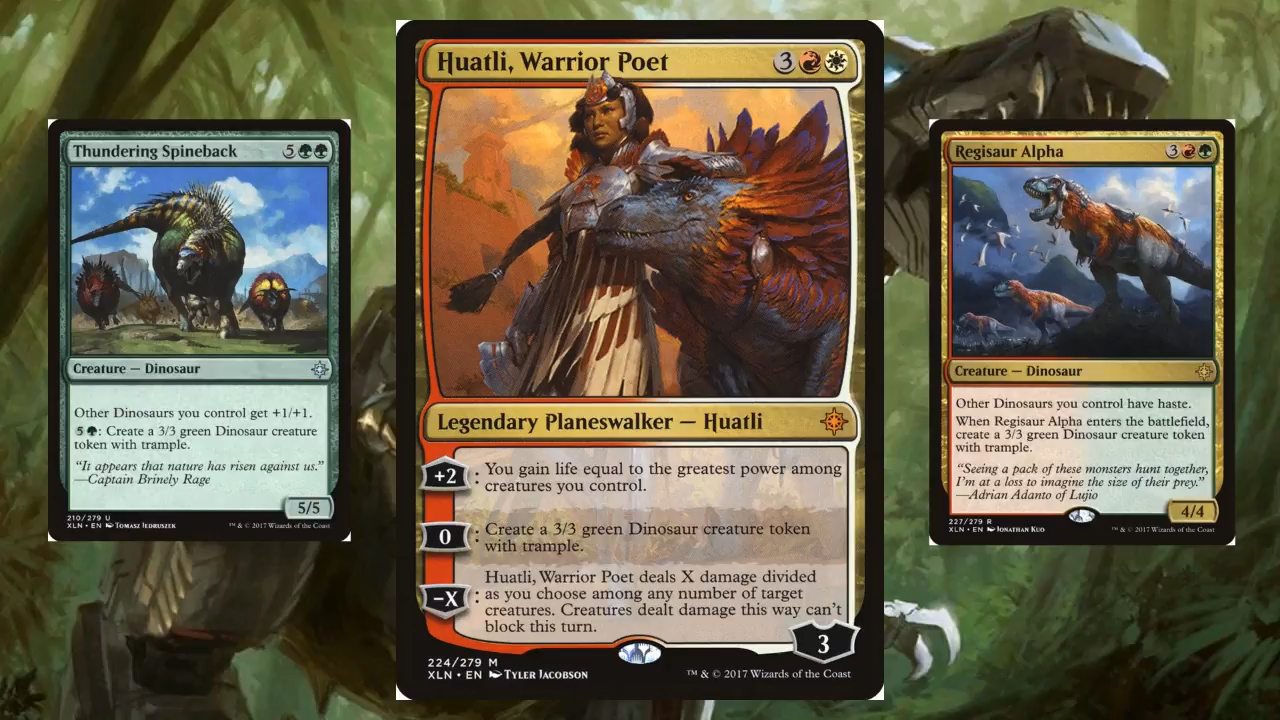 Thundering Spineback 5
Creature — Dinosaur
Other Dinosaurs you control get +1/+1.
5 : Create a 3/3 green Dinosaur creature
token with trample.
“It appears that nature has risen against us.”
—Captain Brinely Rage
5/5
210/279 U
XLN • EN Tomasz Jedruszek
™ & © 2017 Wizards of the Coast
Huatli, Warrior Poet 3
Legendary Planeswalker — Huatli
+2 : You gain life equal to the greatest power among
creatures you control.
0 : Create a 3/3 green Dinosaur creature token
with trample.
−X : Huatli, Warrior Poet deals X damage divided
as you choose among any number of target
creatures. Creatures dealt damage this way can’t
block this turn.
3
224/279 M
XLN • EN Tyler Jacobson
™ & © 2017 Wizards of the Coast
Regisaur Alpha 3
Creature — Dinosaur
Other Dinosaurs you control have haste.
When Regisaur Alpha enters the battlefield,
create a 3/3 green Dinosaur creature token
with trample.
“Seeing a pack of these monsters hunt together,
I’m at a loss to imagine the size of their prey.”
—Adrian Adanto of Lujio
4/4
227/279 R
XLN • EN Jonathan Kuo
™ & © 2017 Wizards of the Coast